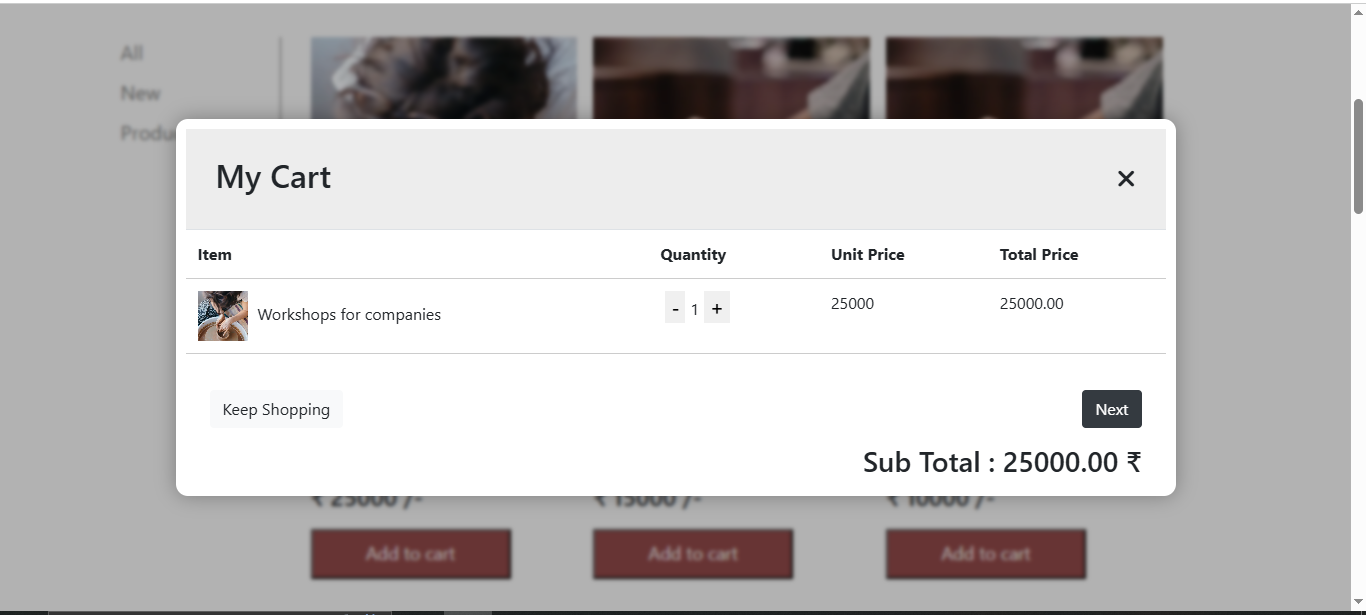 All
New
My Cart
Item Quantity Unit Price Total Price
Workshops for companies - 1 + 25000 25000.00
Keep Shopping Next
Sub Total : 25000.00 ₹
₹ 25000 /- ₹ 15000 /- ₹ 10000 /-
Add to cart Add to cart Add to cart